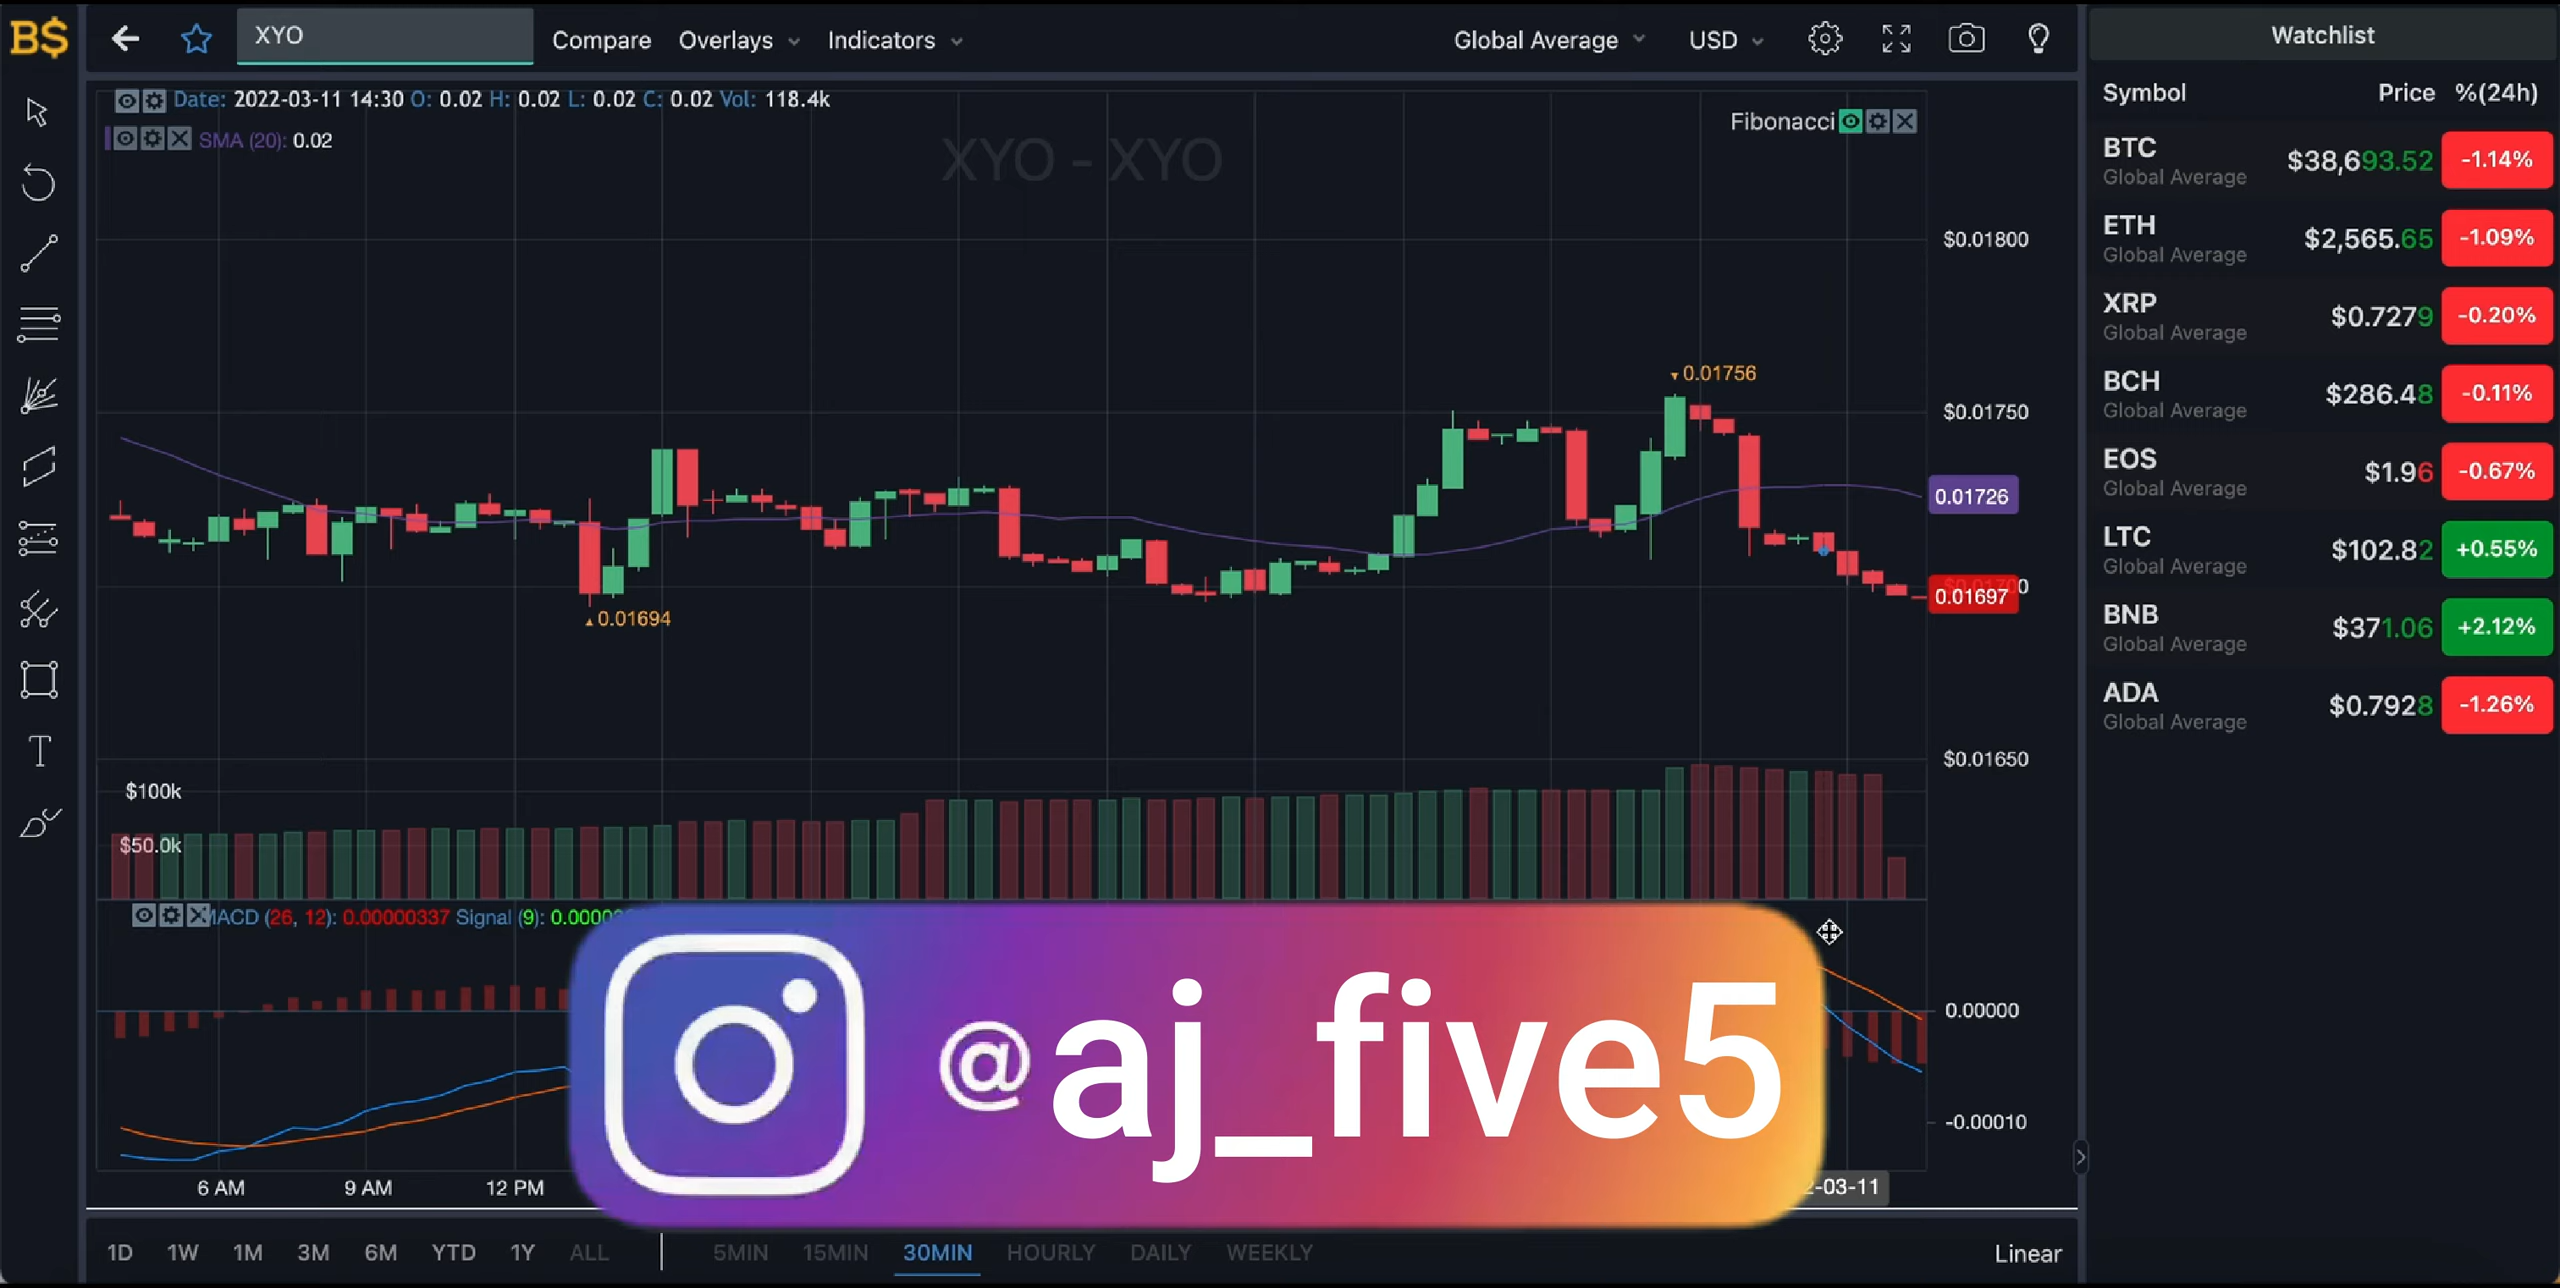 B$
XYO
Compare
Overlays
Indicators
Global Average
USD
Watchlist
Date: 2022-03-11 14:30 O: 0.02 H: 0.02 L: 0.02 C: 0.02 Vol: 118.4k
SMA (20): 0.02
XYO - XYO
Fibonacci
$0.01800
0.01756
$0.01750
0.01726
0.01697
0.01694
$0.01650
$100k
$50.0k
MACD (26, 12): 0.00000337 Signal (9): 0.0000
@aj_five5
0.00000
-0.00010
6 AM
9 AM
12 PM
-03-11
1D 1W 1M 3M 6M YTD 1Y ALL
5MIN 15MIN 30MIN HOURLY DAILY WEEKLY
Linear
Symbol Price %(24h)
BTC $38,693.52 -1.14%
Global Average
ETH $2,565.65 -1.09%
Global Average
XRP $0.7279 -0.20%
Global Average
BCH $286.48 -0.11%
Global Average
EOS $1.96 -0.67%
Global Average
LTC $102.82 +0.55%
Global Average
BNB $371.06 +2.12%
Global Average
ADA $0.7928 -1.26%
Global Average